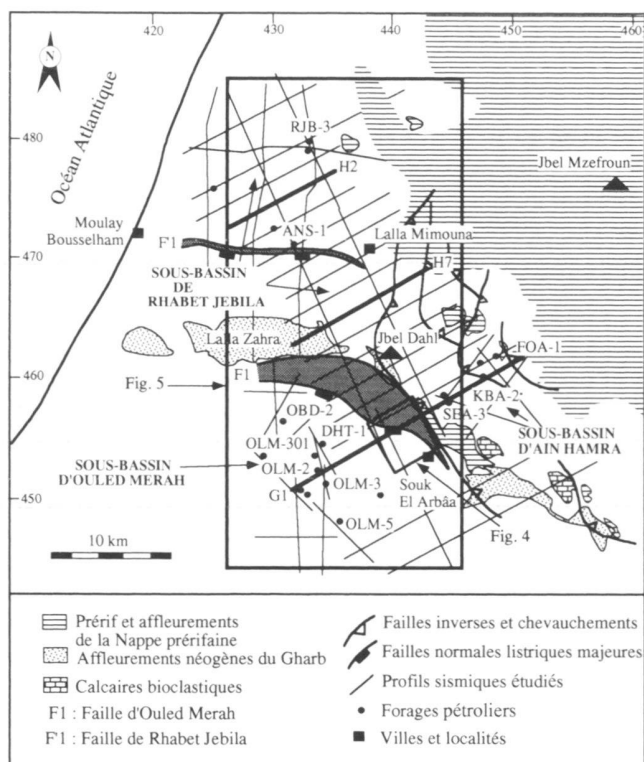 420
430
440
450
460
N
480
470
460
450
Océan Atlantique
RJB-3
Jbel Mzefroun
H2
Moulay
Bousselham
ANS-1
Lalla Mimouna
F'1
H7
SOUS-BASSIN
DE
RHABET JEBILA
Lalla Zahra
Jbel Dahl
FOA-1
Fig. 5
F1
KBA-2
OBD-2
SBA-3
DHT-1
OLM-301
SOUS-BASSIN
D'AIN HAMRA
SOUS-BASSIN
D'OULED MERAH
OLM-2
OLM-3
Souk
El Arbâa
G1
OLM-5
Fig. 4
10 km
Prérif et affleurements
de la Nappe prérifaine
Affleurements néogènes du Gharb
Calcaires bioclastiques
F1 : Faille d'Ouled Merah
F'1 : Faille de Rhabet Jebila
Failles inverses et chevauchements
Failles normales listriques majeures
Profils sismiques étudiés
Forages pétroliers
Villes et localités